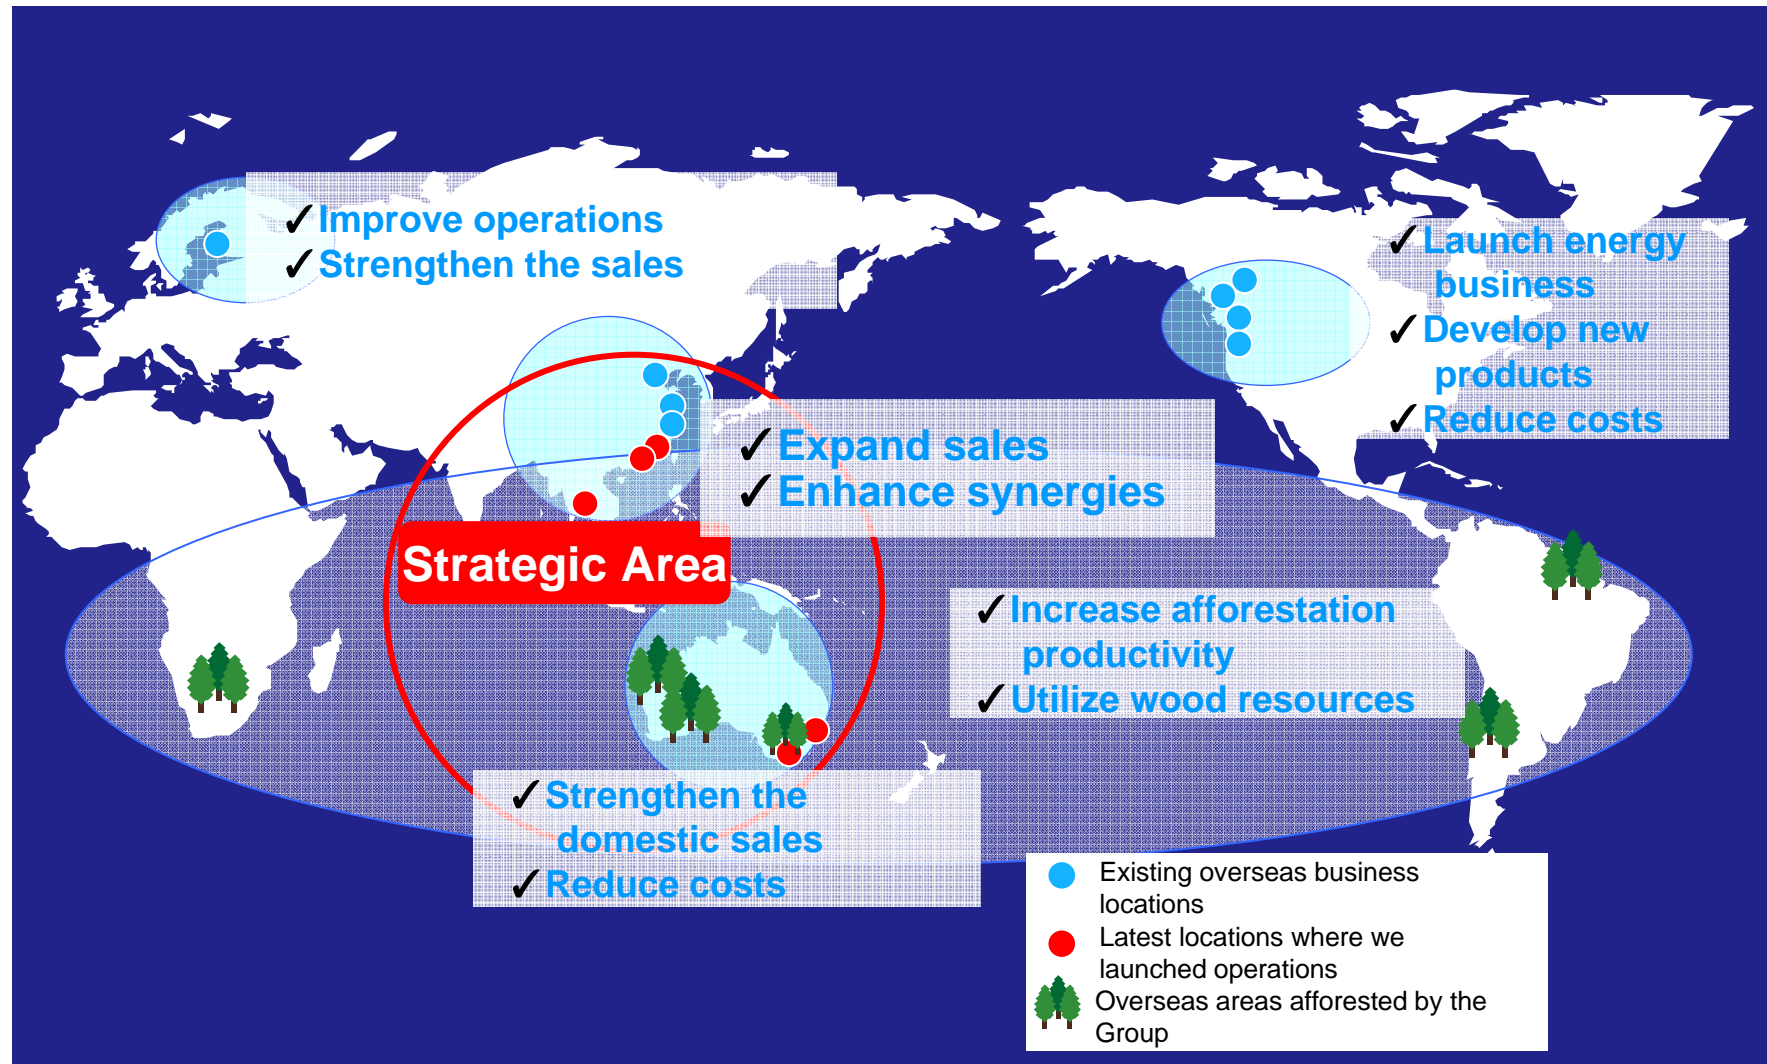 ✓Improve operations
✓Strengthen the sales
✓Launch energy
business
✓Develop new
products
✓Reduce costs
✓Expand sales
✓Enhance synergies
Strategic Area
✓Increase afforestation
productivity
✓Utilize wood resources
✓Strengthen the
domestic sales
✓Reduce costs
Existing overseas business
locations
Latest locations where we
launched operations
Overseas areas afforested by the
Group